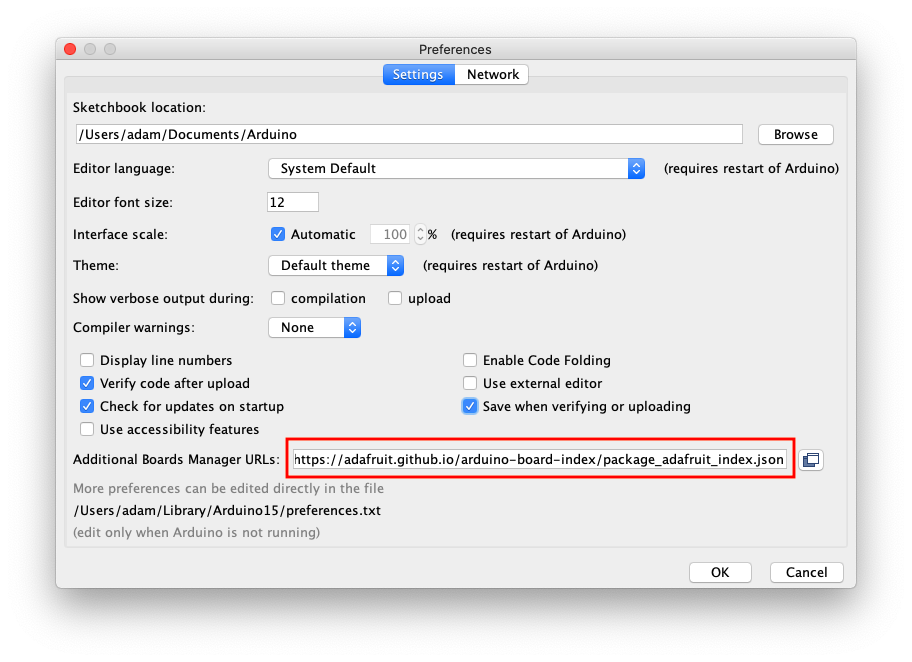 Preferences
Settings Network
Sketchbook location:
/Users/adam/Documents/Arduino Browse
Editor language: System Default (requires restart of Arduino)
Editor font size: 12
Interface scale: Automatic 100 % (requires restart of Arduino)
Theme: Default theme (requires restart of Arduino)
Show verbose output during: compilation upload
Compiler warnings: None
Display line numbers Enable Code Folding
Verify code after upload Use external editor
Check for updates on startup Save when verifying or uploading
Use accessibility features
Additional Boards Manager URLs: https://adafruit.github.io/arduino-board-index/package_adafruit_index.json
More preferences can be edited directly in the file
/Users/adam/Library/Arduino15/preferences.txt
(edit only when Arduino is not running)
OK Cancel